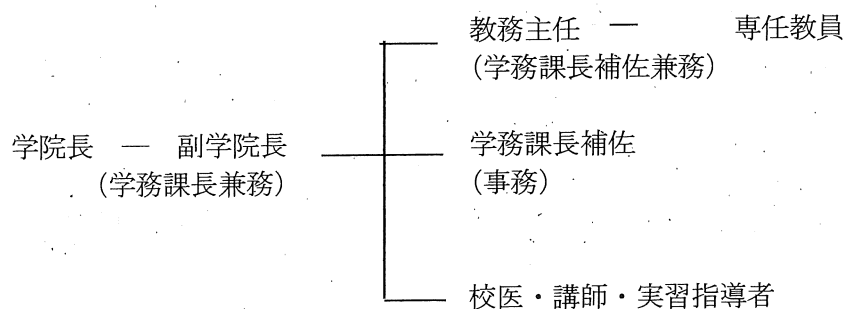 教務主任 ― 専任教員
(学務課長補佐兼務)
学院長 ― 副学院長
(学務課長兼務)
学務課長補佐
(事務)
校医・講師・実習指導者